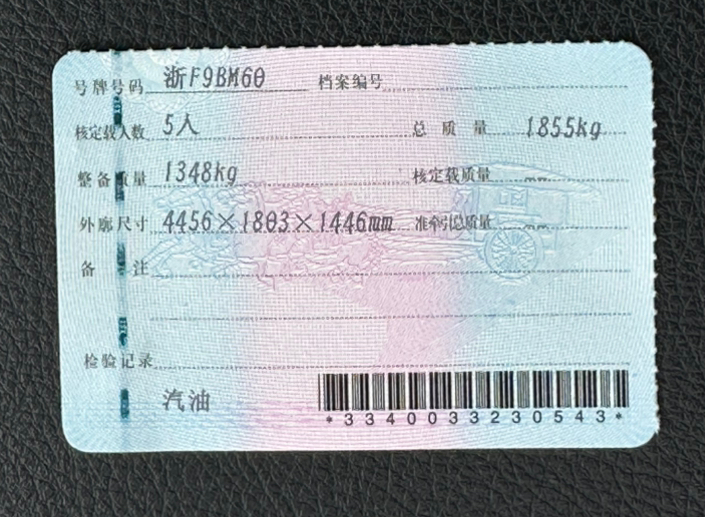 号牌号码 浙F9BM60 档案编号
核定载人数 5人 总质量 1855kg
整备质量 1348kg 核定载质量 --
外廓尺寸 4456×1803×1446mm 准牵引总质量 --
备注
检验记录
汽油
*3340033230543*